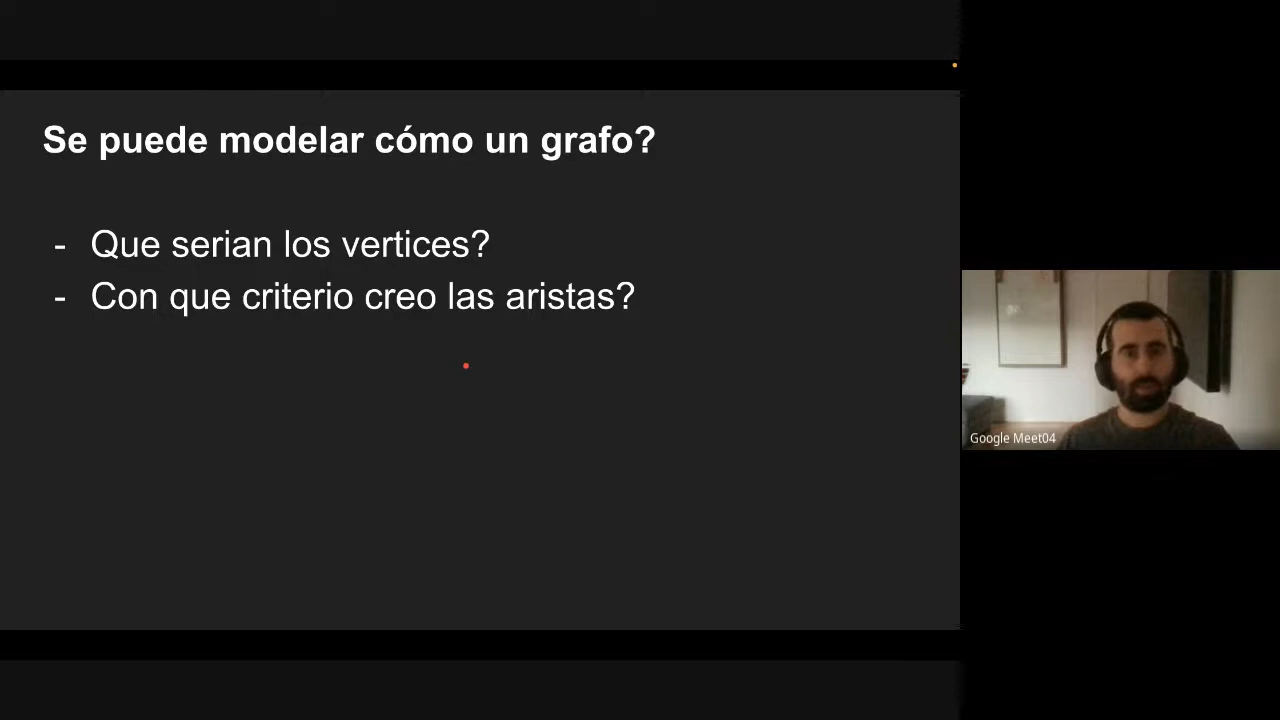 Se puede modelar cómo un grafo?
- Que serian los vertices?
- Con que criterio creo las aristas?
Google Meet04